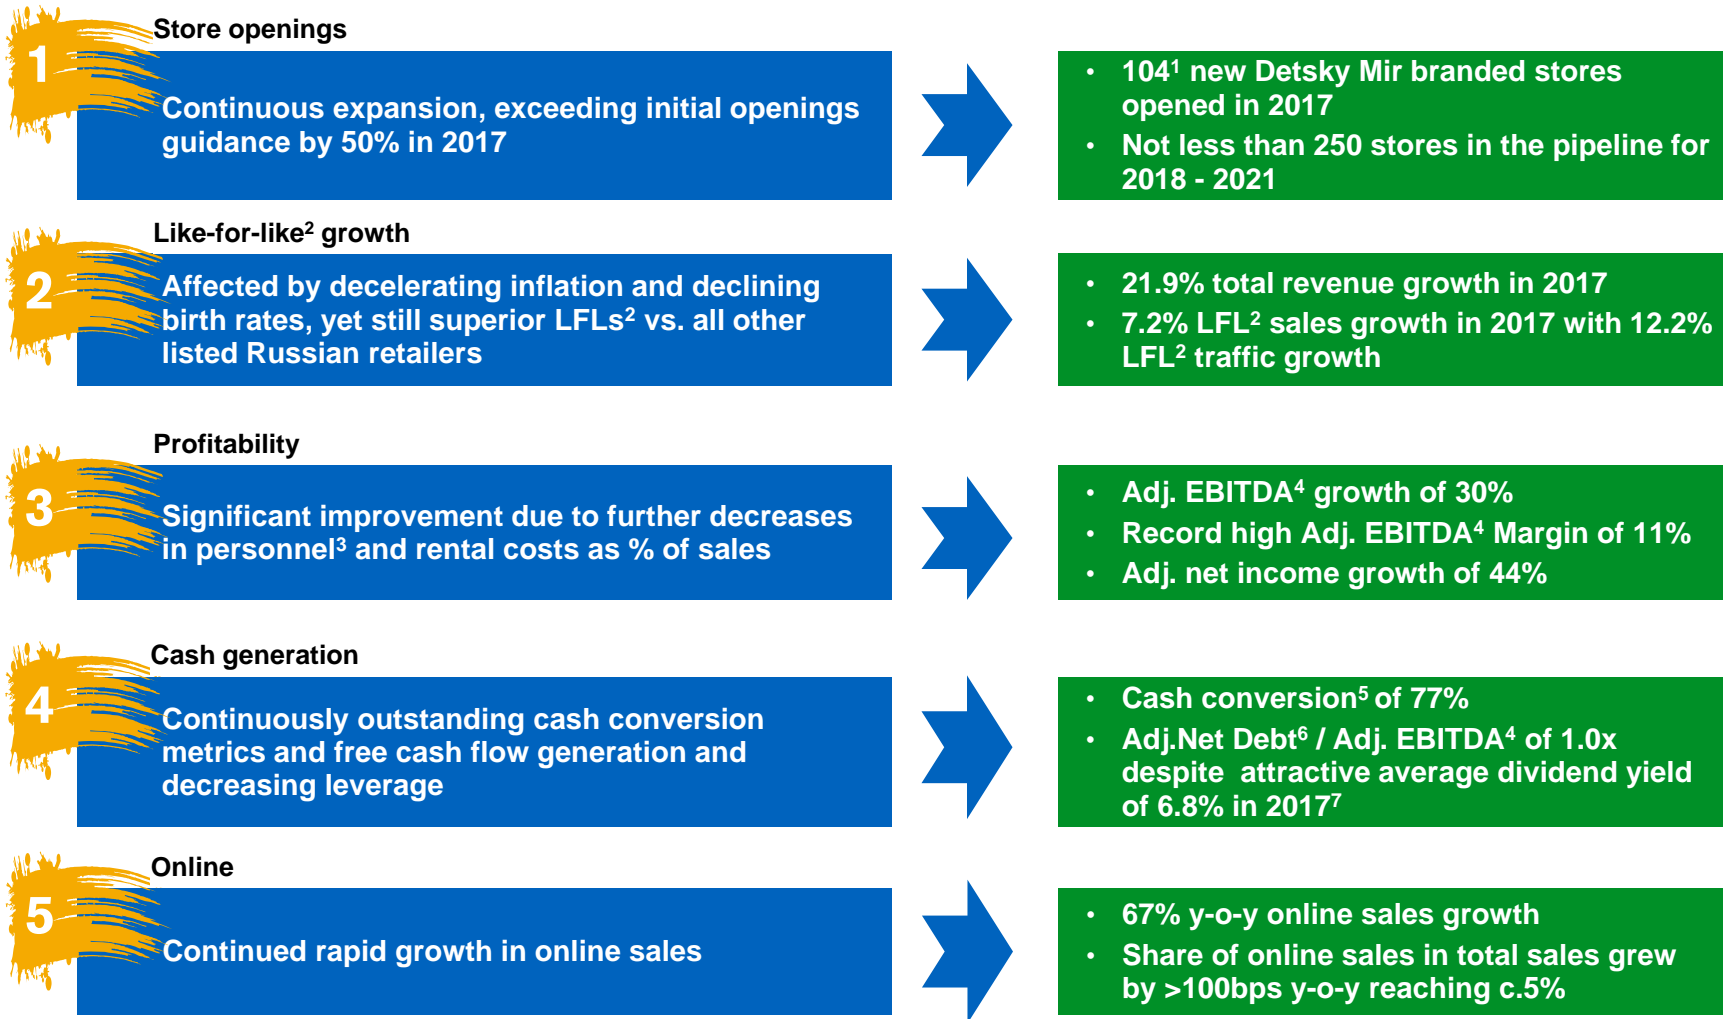 1
Store openings
Continuous expansion, exceeding initial openings
guidance by 50% in 2017
• 104¹ new Detsky Mir branded stores
opened in 2017
• Not less than 250 stores in the pipeline for
2018 - 2021
2
Like-for-like² growth
Affected by decelerating inflation and declining
birth rates, yet still superior LFLs² vs. all other
listed Russian retailers
• 21.9% total revenue growth in 2017
• 7.2% LFL² sales growth in 2017 with 12.2%
LFL² traffic growth
3
Profitability
Significant improvement due to further decreases
in personnel³ and rental costs as % of sales
• Adj. EBITDA⁴ growth of 30%
• Record high Adj. EBITDA⁴ Margin of 11%
• Adj. net income growth of 44%
4
Cash generation
Continuously outstanding cash conversion
metrics and free cash flow generation and
decreasing leverage
• Cash conversion⁵ of 77%
• Adj.Net Debt⁶ / Adj. EBITDA⁴ of 1.0x
despite attractive average dividend yield
of 6.8% in 2017⁷
5
Online
Continued rapid growth in online sales
• 67% y-o-y online sales growth
• Share of online sales in total sales grew
by >100bps y-o-y reaching c.5%